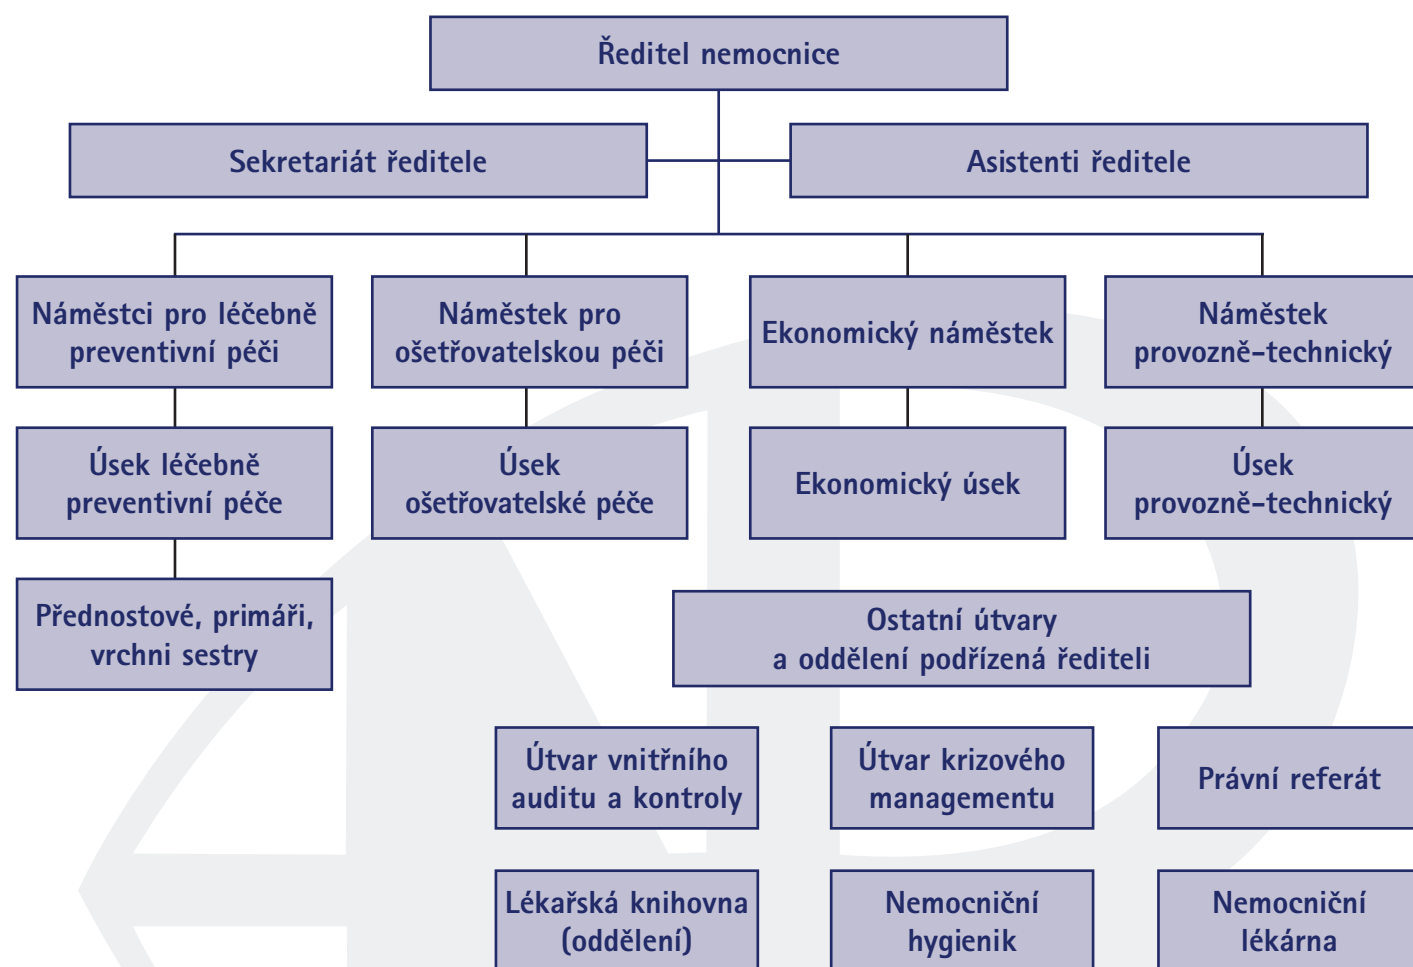 Ředitel nemocnice
Sekretariát ředitele
Asistenti ředitele
Náměstci pro léčebně
preventivní péči
Náměstek pro
ošetřovatelskou péči
Ekonomický náměstek
Náměstek
provozně-technický
Úsek léčebně
preventivní péče
Úsek
ošetřovatelské péče
Ekonomický úsek
Úsek
provozně-technický
Přednostové, primáři,
vrchni sestry
Ostatní útvary
a oddělení podřízená řediteli
Útvar vnitřního
auditu a kontroly
Útvar krizového
managementu
Právní referát
Lékařská knihovna
(oddělení)
Nemocniční
hygienik
Nemocniční
lékárna